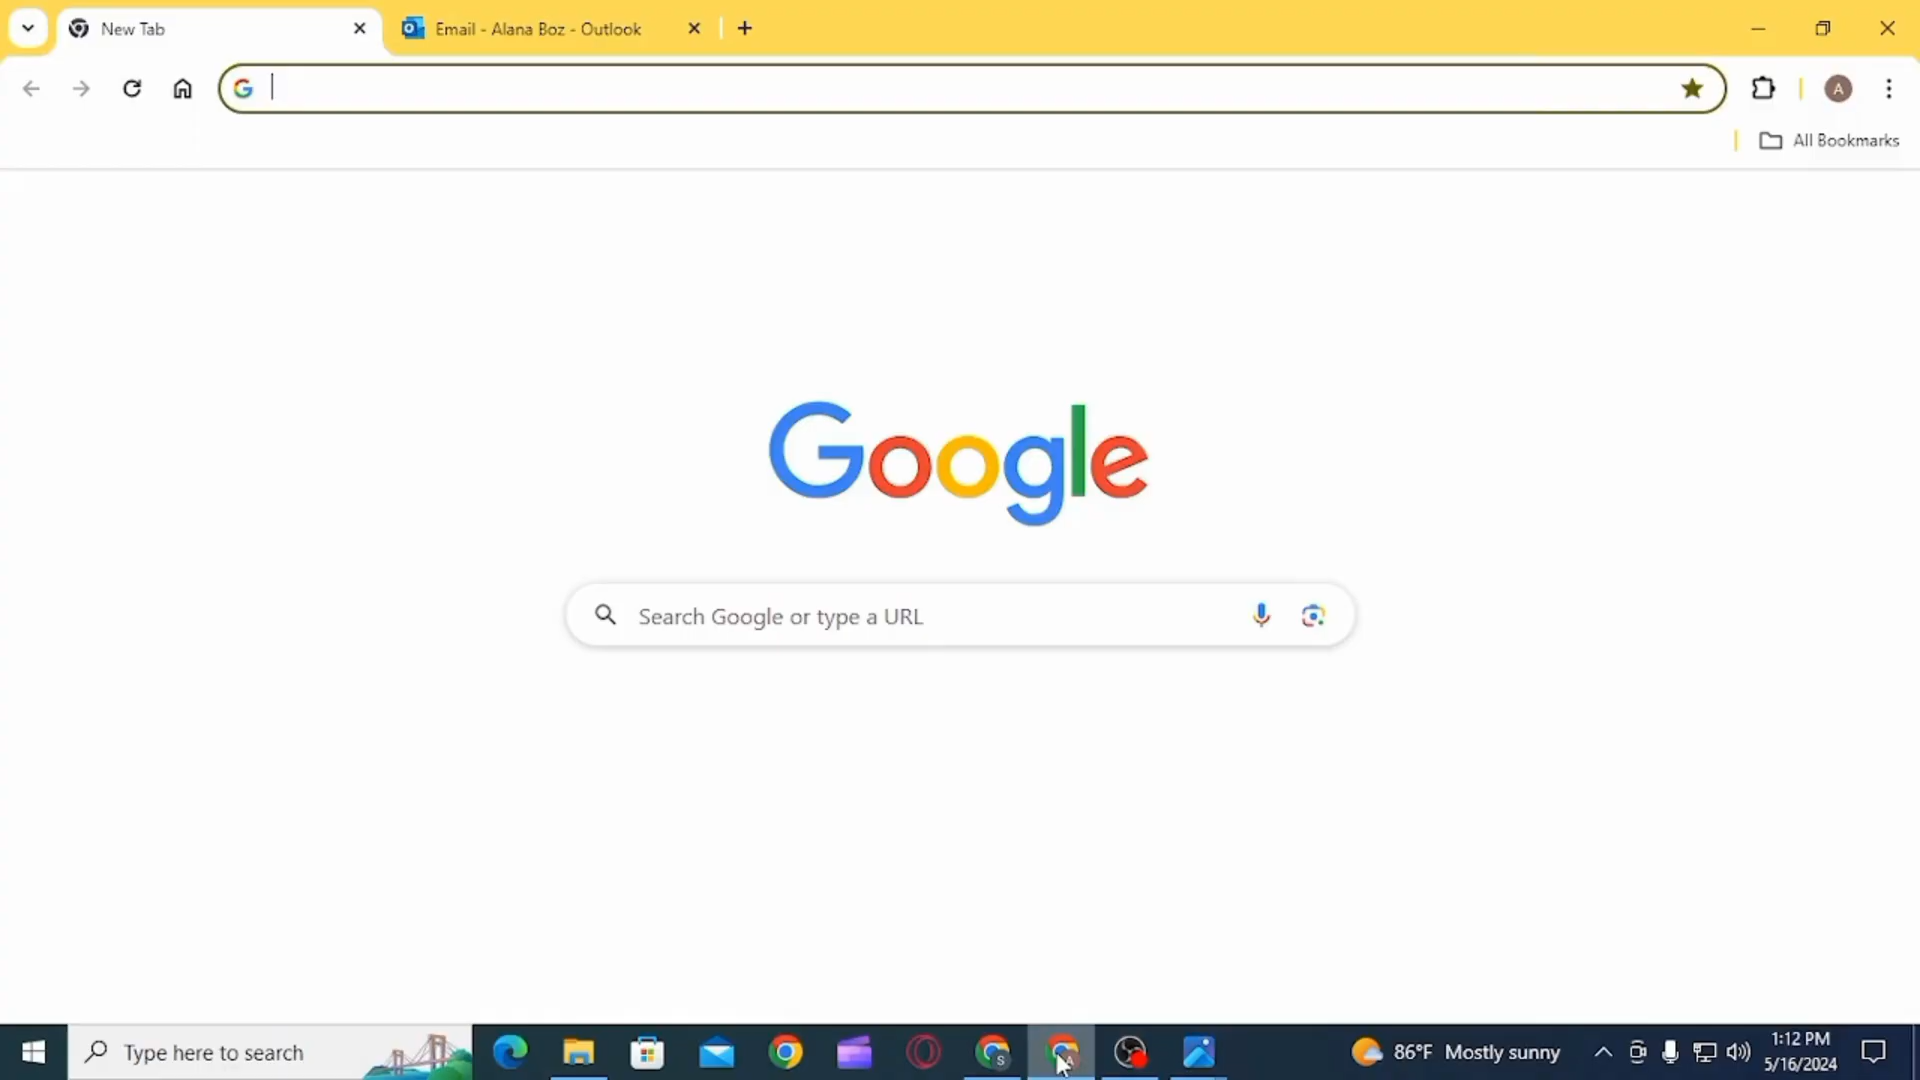 New Tab
Email - Alana Boz - Outlook
A
All Bookmarks
Google
Search Google or type a URL
Type here to search
S
A
86°F Mostly sunny
1:12 PM
5/16/2024